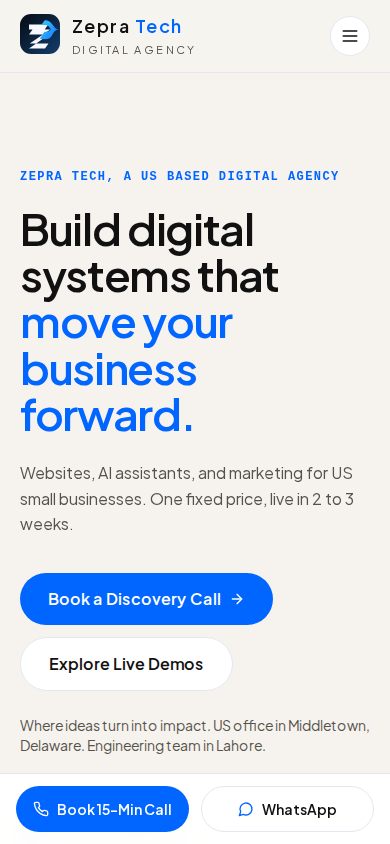 Zepra Tech
DIGITAL AGENCY
ZEPRA TECH, A US BASED DIGITAL AGENCY
Build digital
systems that
move your
business
forward.
Websites, AI assistants, and marketing for US
small businesses. One fixed price, live in 2 to 3
weeks.
Book a Discovery Call
Explore Live Demos
Where ideas turn into impact. US office in Middletown,
Delaware. Engineering team in Lahore.
Book 15-Min Call
WhatsApp